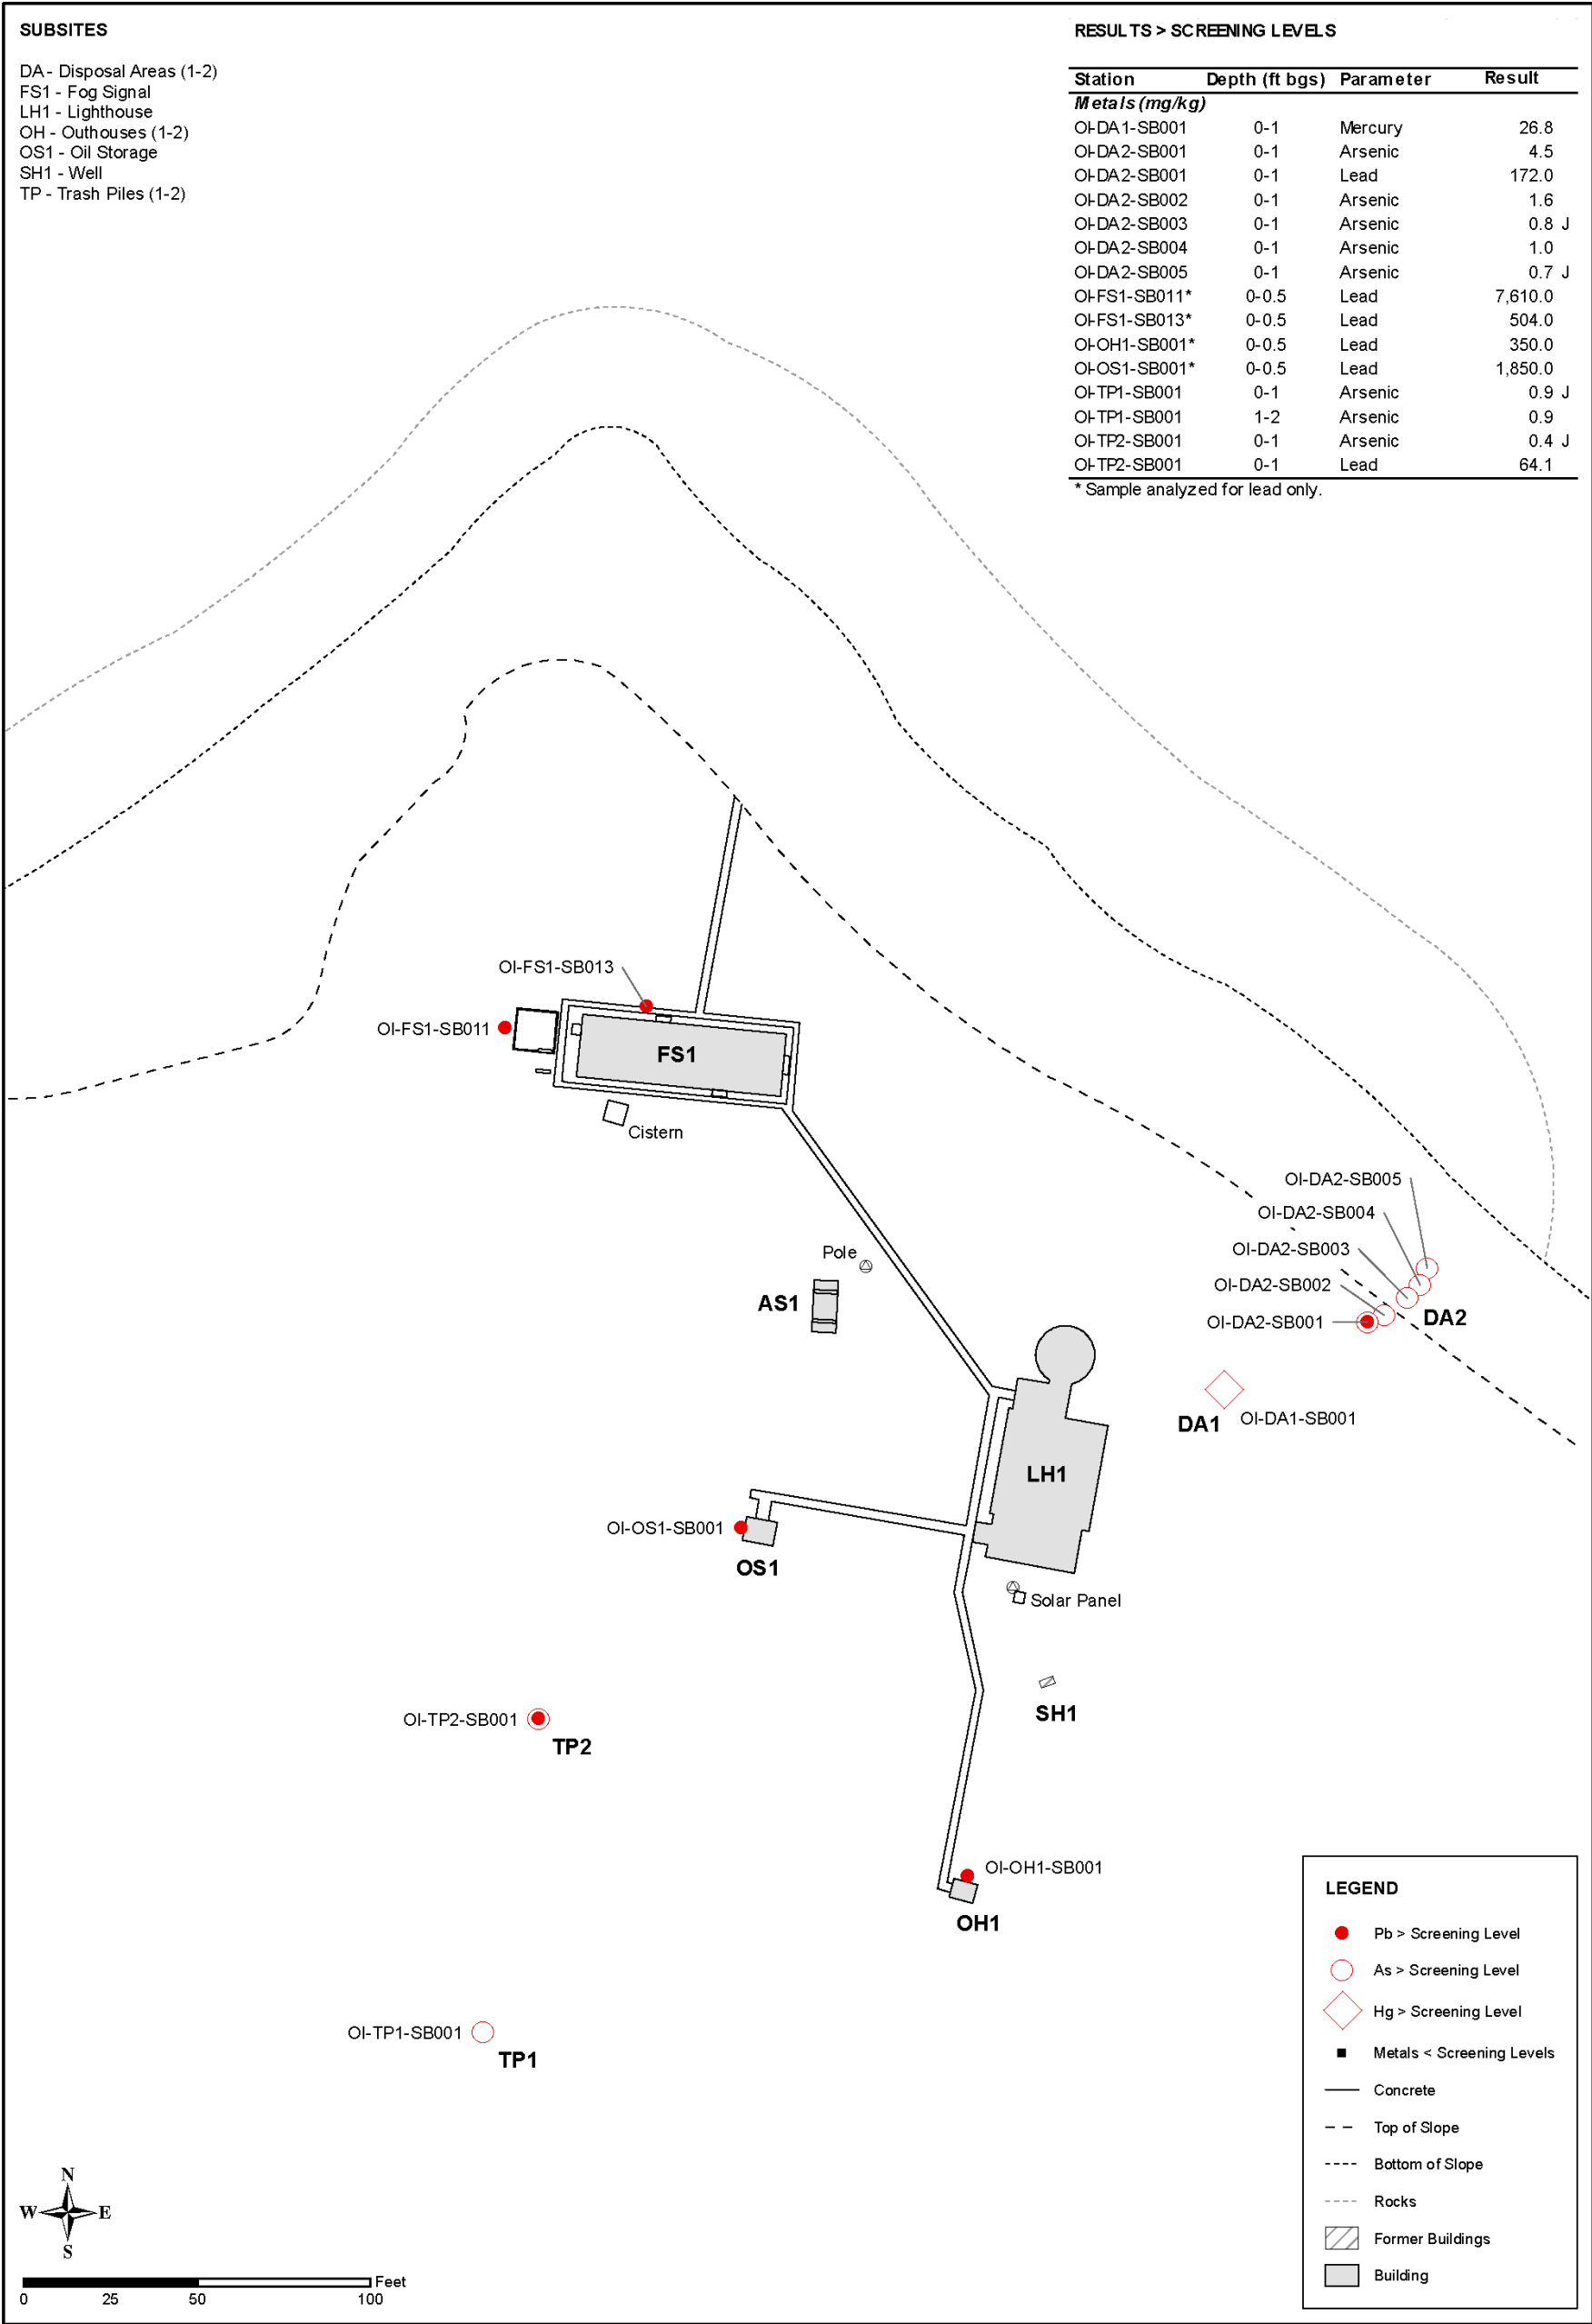 SUBSITES
DA - Disposal Areas (1-2)
FS1 - Fog Signal
LH1 - Lighthouse
OH - Outhouses (1-2)
OS1 - Oil Storage
SH1 - Well
TP - Trash Piles (1-2)
RESULTS > SCREENING LEVELS
Station Depth (ft bgs) Parameter Result
Metals (mg/kg)
OI-DA1-SB001 0-1 Mercury 26.8
OI-DA2-SB001 0-1 Arsenic 4.5
OI-DA2-SB001 0-1 Lead 172.0
OI-DA2-SB002 0-1 Arsenic 1.6
OI-DA2-SB003 0-1 Arsenic 0.8 J
OI-DA2-SB004 0-1 Arsenic 1.0
OI-DA2-SB005 0-1 Arsenic 0.7 J
OI-FS1-SB011* 0-0.5 Lead 7,610.0
OI-FS1-SB013* 0-0.5 Lead 504.0
OI-OH1-SB001* 0-0.5 Lead 350.0
OI-OS1-SB001* 0-0.5 Lead 1,850.0
OI-TP1-SB001 0-1 Arsenic 0.9 J
OI-TP1-SB001 1-2 Arsenic 0.9
OI-TP2-SB001 0-1 Arsenic 0.4 J
OI-TP2-SB001 0-1 Lead 64.1
* Sample analyzed for lead only.
OI-FS1-SB013
OI-FS1-SB011
FS1
Cistern
OI-DA2-SB005
OI-DA2-SB004
OI-DA2-SB003
OI-DA2-SB002
OI-DA2-SB001
DA2
Pole
AS1
DA1
OI-DA1-SB001
LH1
OI-OS1-SB001
OS1
Solar Panel
SH1
OI-TP2-SB001
TP2
OI-OH1-SB001
OH1
OI-TP1-SB001
TP1
LEGEND
Pb > Screening Level
As > Screening Level
Hg > Screening Level
Metals < Screening Levels
Concrete
Top of Slope
Bottom of Slope
Rocks
Former Buildings
Building
N
W E
S
Feet
0 25 50 100